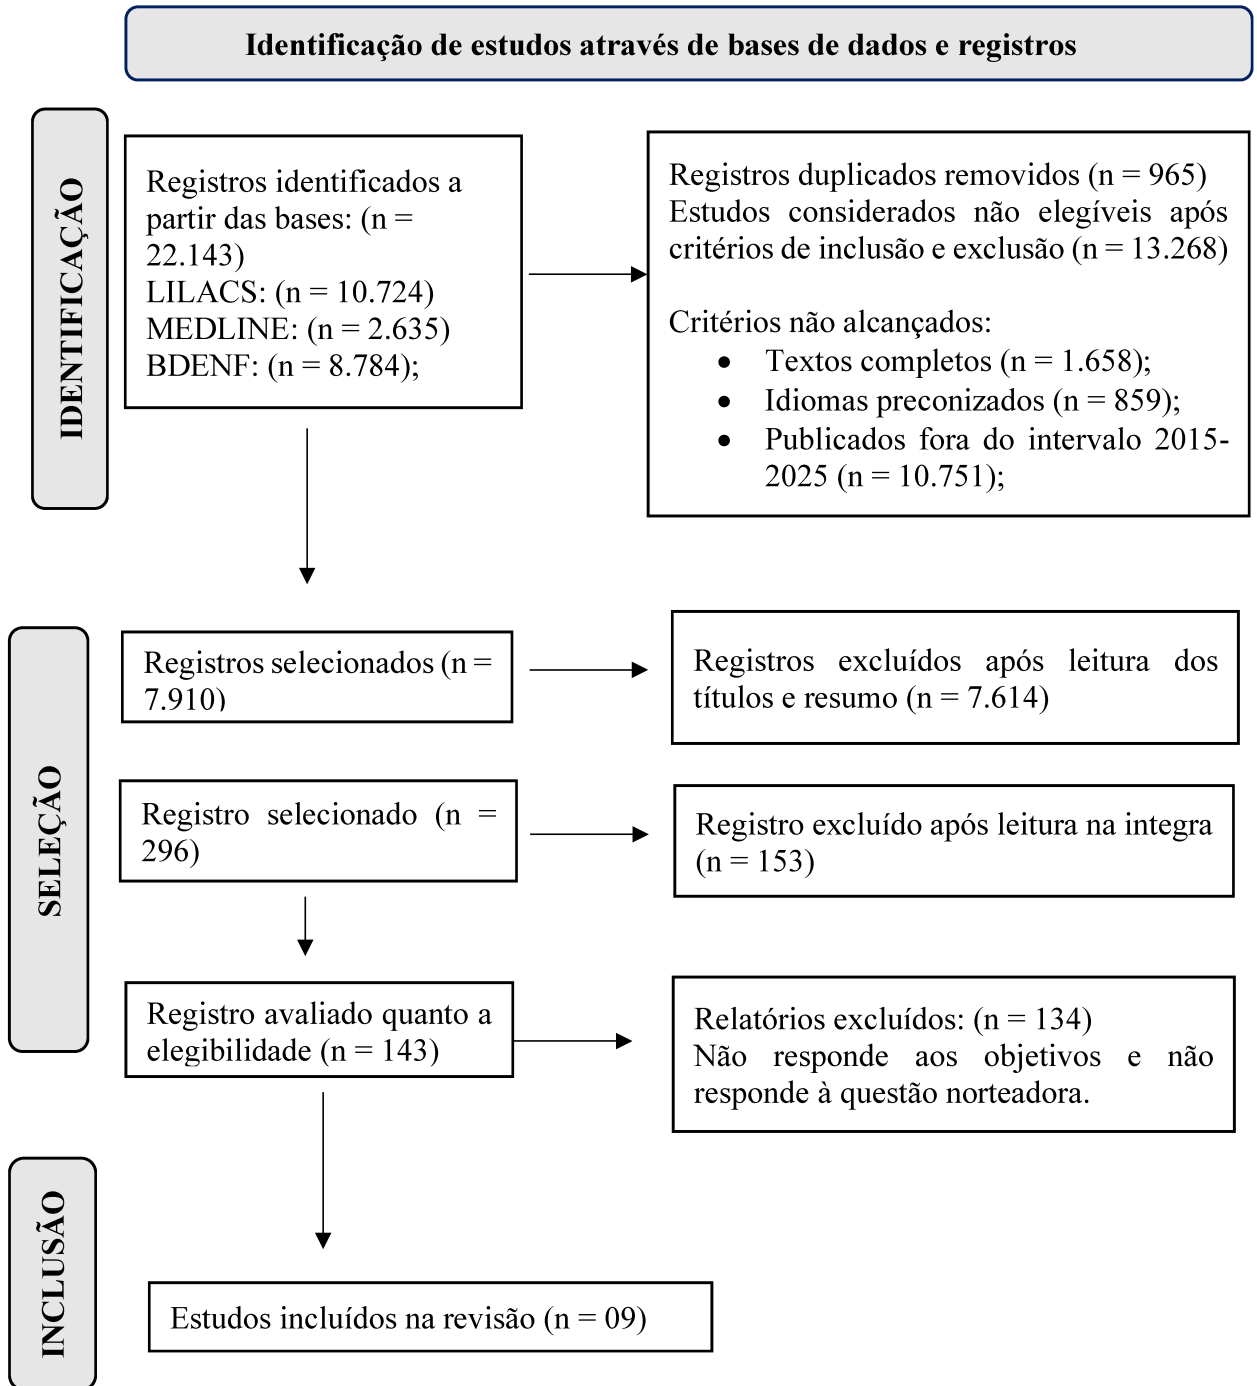 Identificação de estudos através de bases de dados e registros
IDENTIFICAÇÃO
Registros identificados a
partir das bases: (n =
22.143)
LILACS: (n = 10.724)
MEDLINE: (n = 2.635)
BDENF: (n = 8.784);
Registros duplicados removidos (n = 965)
Estudos considerados não elegíveis após
critérios de inclusão e exclusão (n = 13.268)
Critérios não alcançados:
• Textos completos (n = 1.658);
• Idiomas preconizados (n = 859);
• Publicados fora do intervalo 2015-
2025 (n = 10.751);
SELEÇÃO
Registros selecionados (n =
7.910)
Registros excluídos após leitura dos
títulos e resumo (n = 7.614)
Registro selecionado (n =
296)
Registro excluído após leitura na integra
(n = 153)
Registro avaliado quanto a
elegibilidade (n = 143)
Relatórios excluídos: (n = 134)
Não responde aos objetivos e não
responde à questão norteadora.
INCLUSÃO
Estudos incluídos na revisão (n = 09)